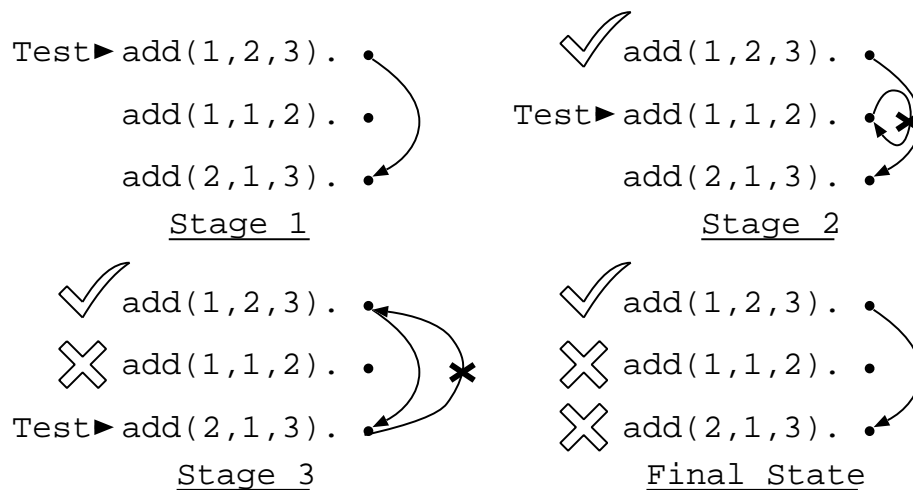 Test add(1,2,3).
add(1,1,2).
add(2,1,3).
Stage 1
add(1,2,3).
Test add(1,1,2).
add(2,1,3).
Stage 2
add(1,2,3).
add(1,1,2).
Test add(2,1,3).
Stage 3
add(1,2,3).
add(1,1,2).
add(2,1,3).
Final State